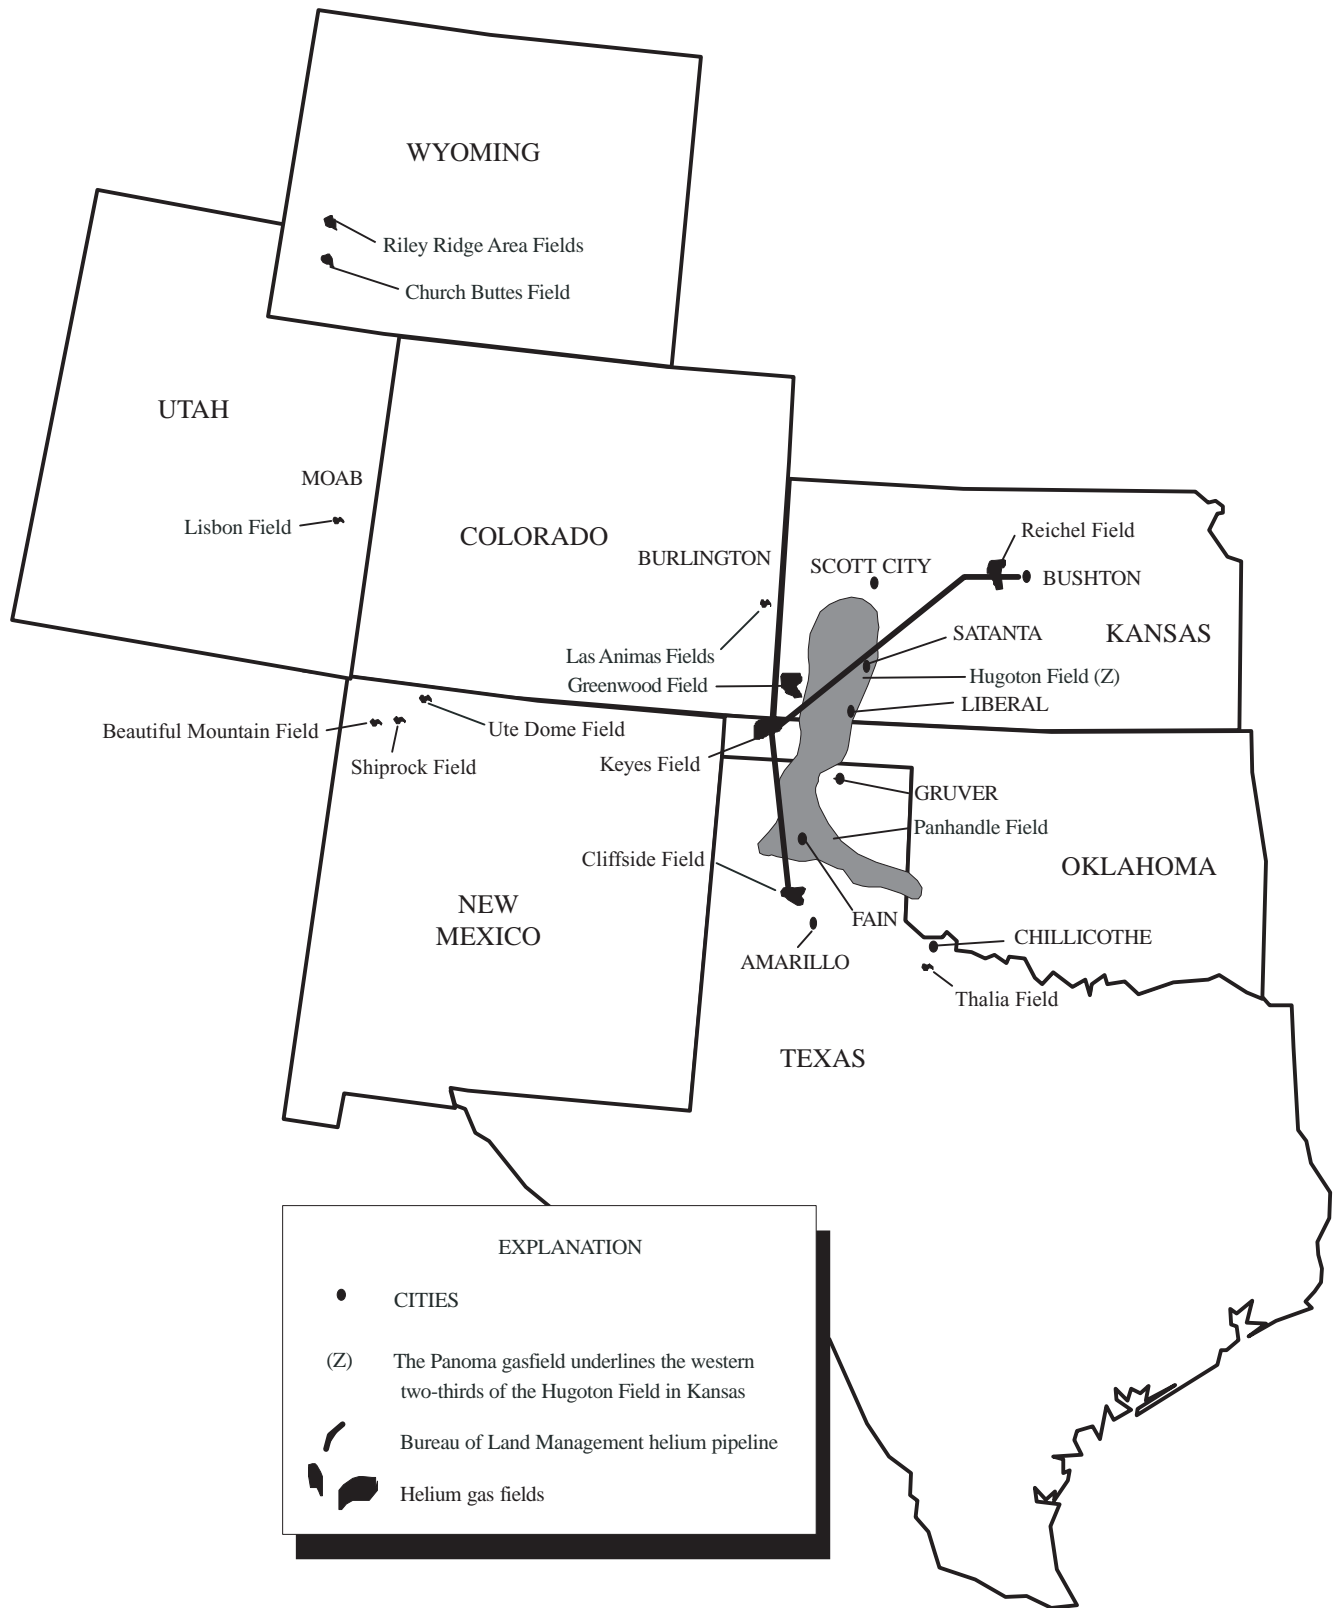 WYOMING
Riley Ridge Area Fields
Church Buttes Field
UTAH
MOAB
Lisbon Field
COLORADO
BURLINGTON
Reichel Field
SCOTT CITY
BUSHTON
SATANTA
KANSAS
Las Animas Fields
Hugoton Field (Z)
Greenwood Field
LIBERAL
Beautiful Mountain Field
Ute Dome Field
Shiprock Field
Keyes Field
GRUVER
Panhandle Field
Cliffside Field
OKLAHOMA
NEW
MEXICO
FAIN
CHILLICOTHE
AMARILLO
Thalia Field
TEXAS
EXPLANATION
CITIES
(Z) The Panoma gasfield underlines the western
two-thirds of the Hugoton Field in Kansas
Bureau of Land Management helium pipeline
Helium gas fields